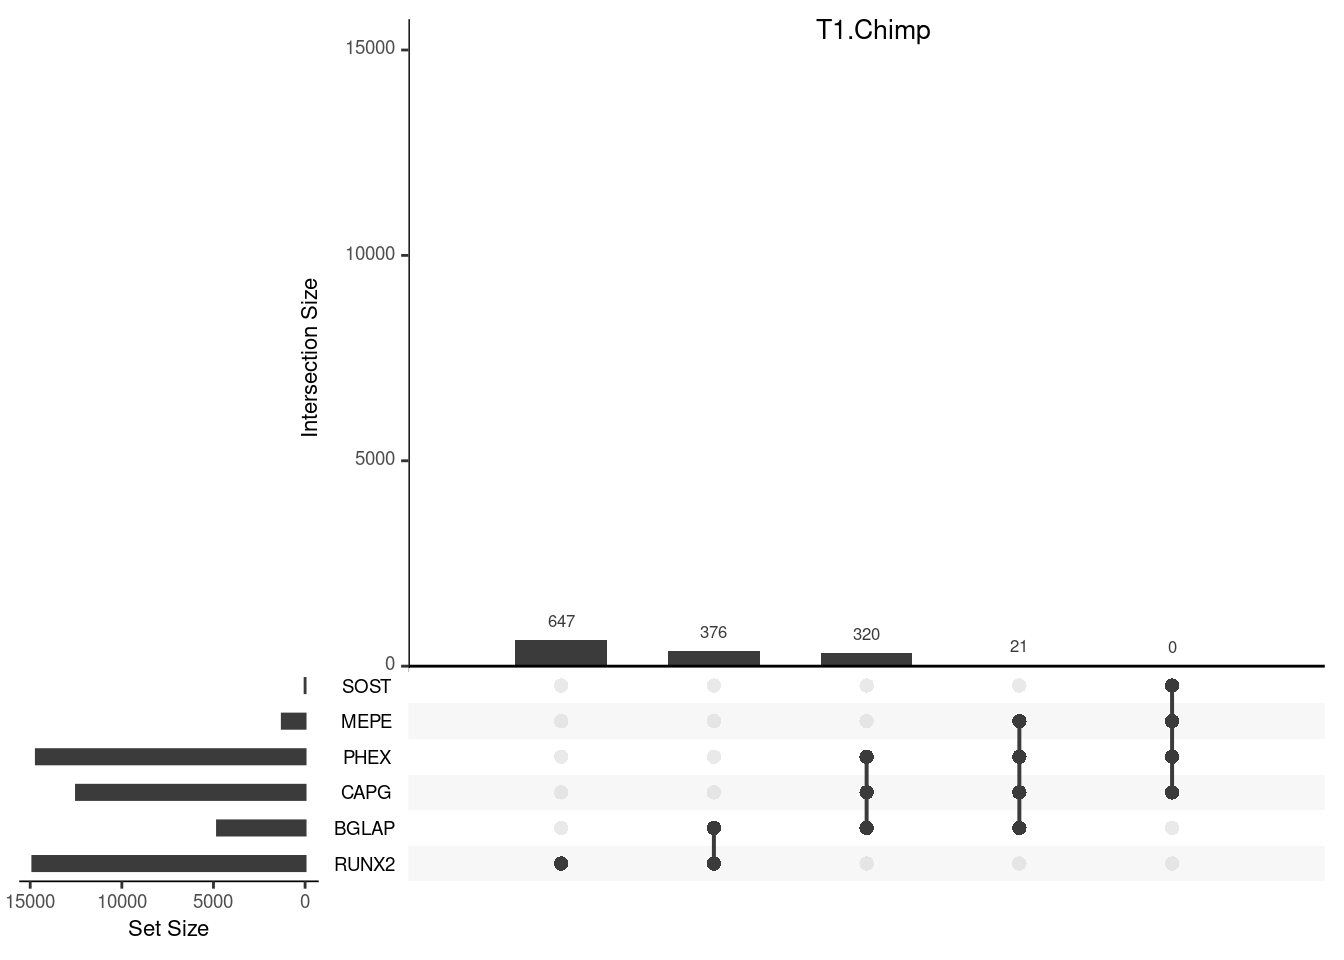 T1.Chimp
15000
10000
5000
0
Intersection Size
647
376
320
21
0
SOST
MEPE
PHEX
CAPG
BGLAP
RUNX2
15000 10000 5000 0
Set Size